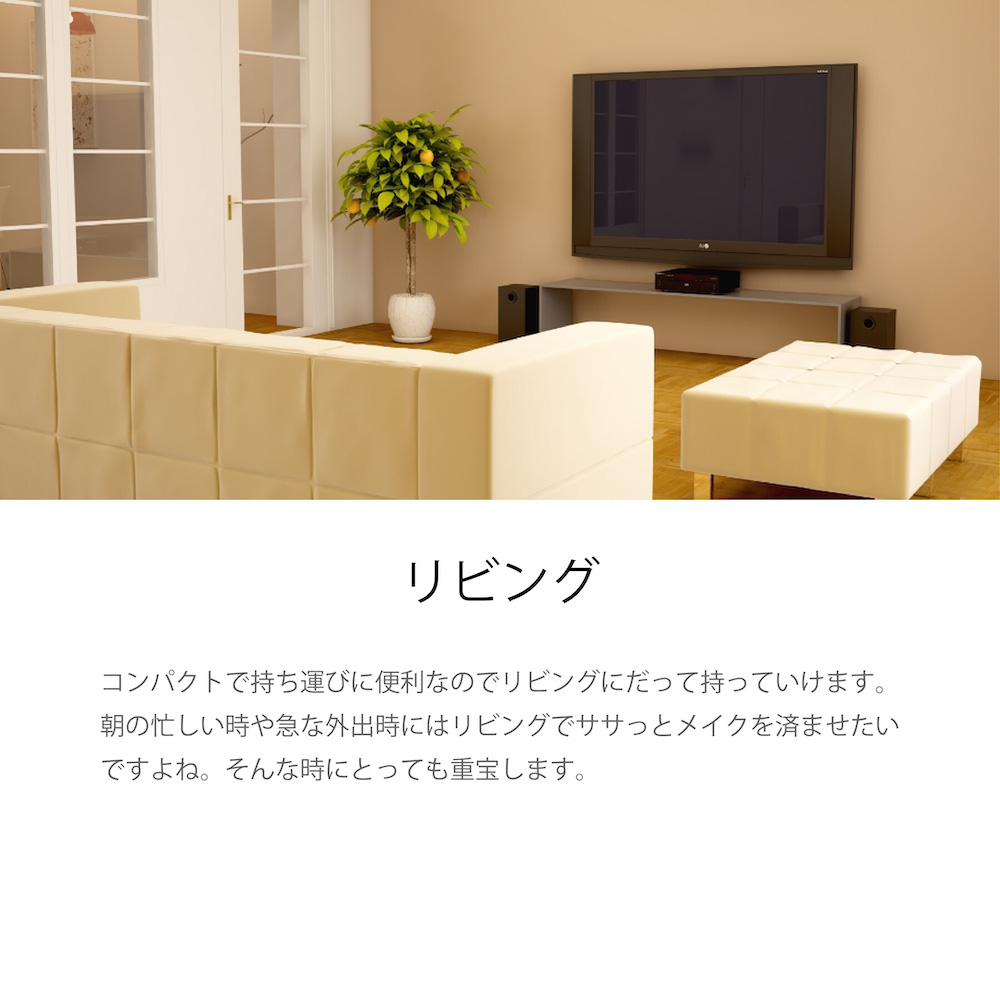 リビング
コンパクトで持ち運びに便利なのでリビングにだって持っていけます。
朝の忙しい時や急な外出時にはリビングでササっとメイクを済ませたい
ですよね。そんな時にとっても重宝します。